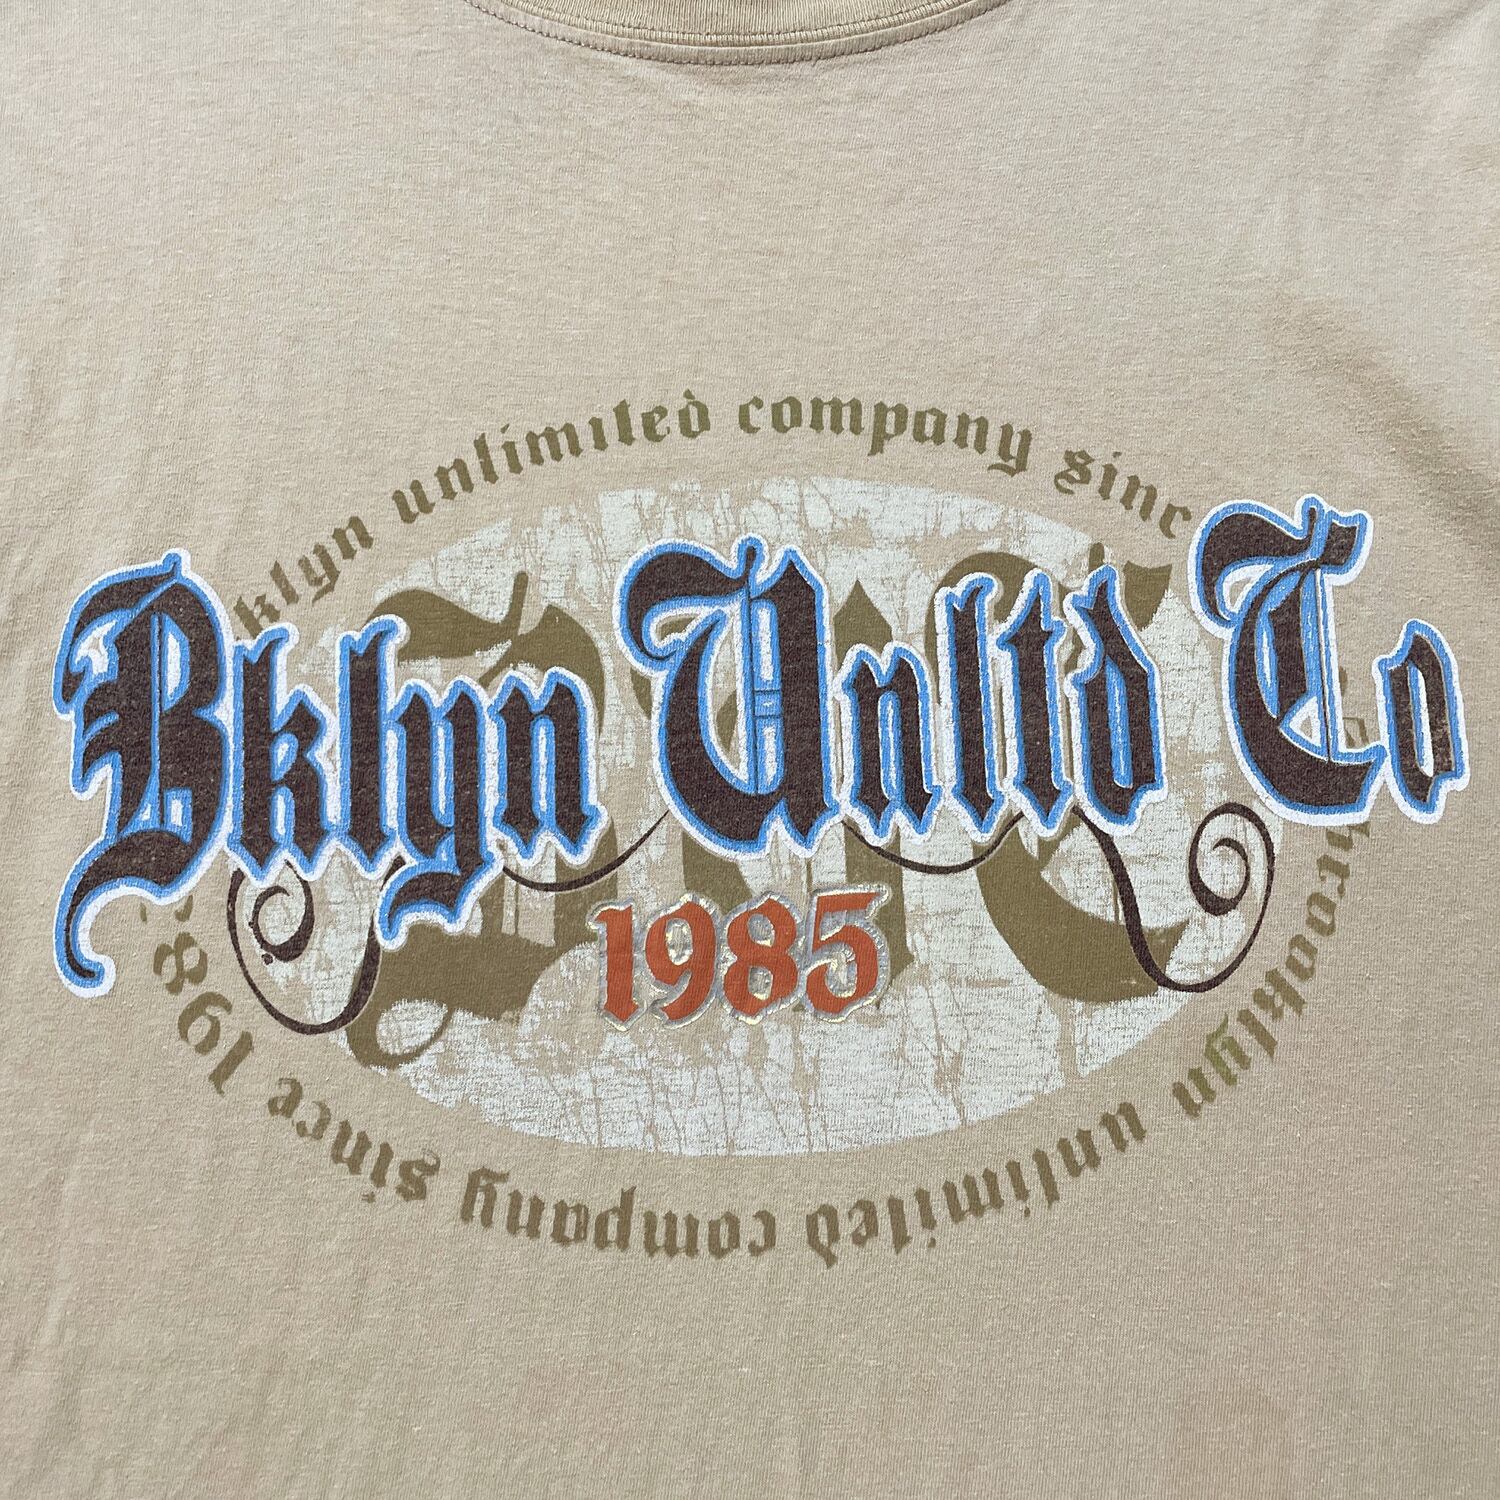 klyn unlimited company sinc
Bklyn Unltd Co
1985
brooklyn unlimited company since 198